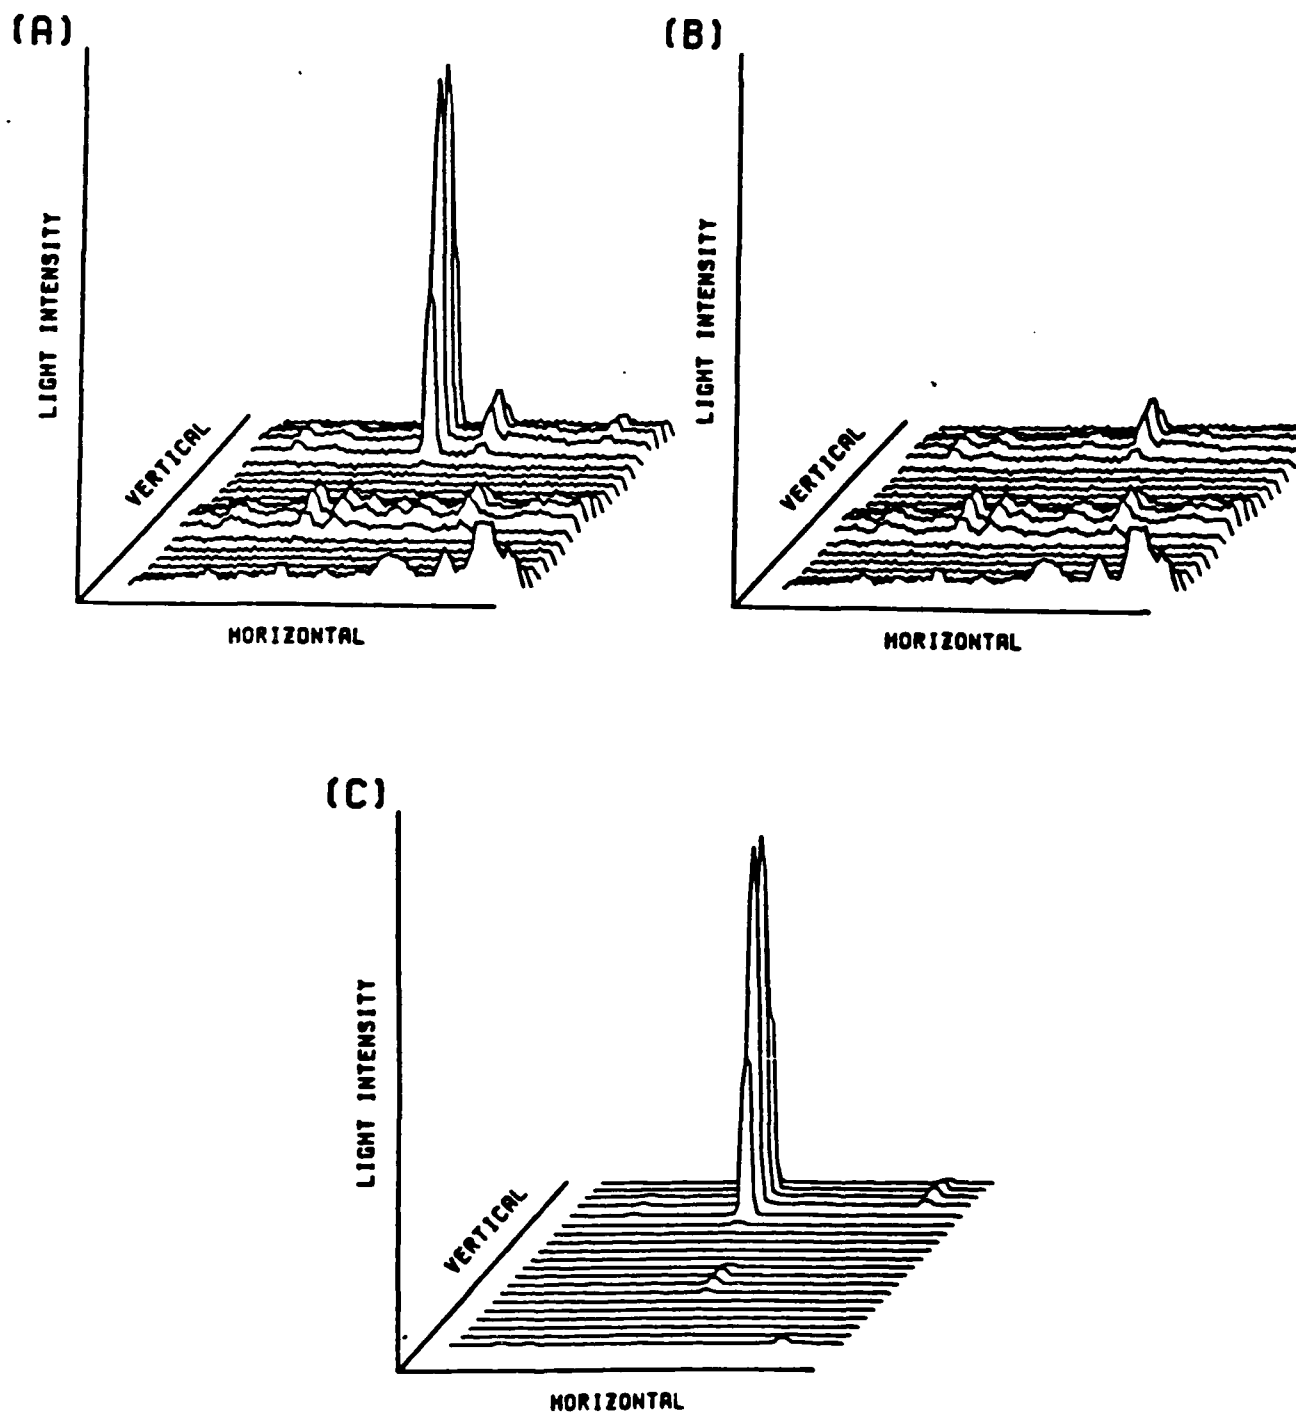 (A)
LIGHT INTENSITY
VERTICAL
HORIZONTAL
(B)
LIGHT INTENSITY
VERTICAL
HORIZONTAL
(C)
LIGHT INTENSITY
VERTICAL
HORIZONTAL